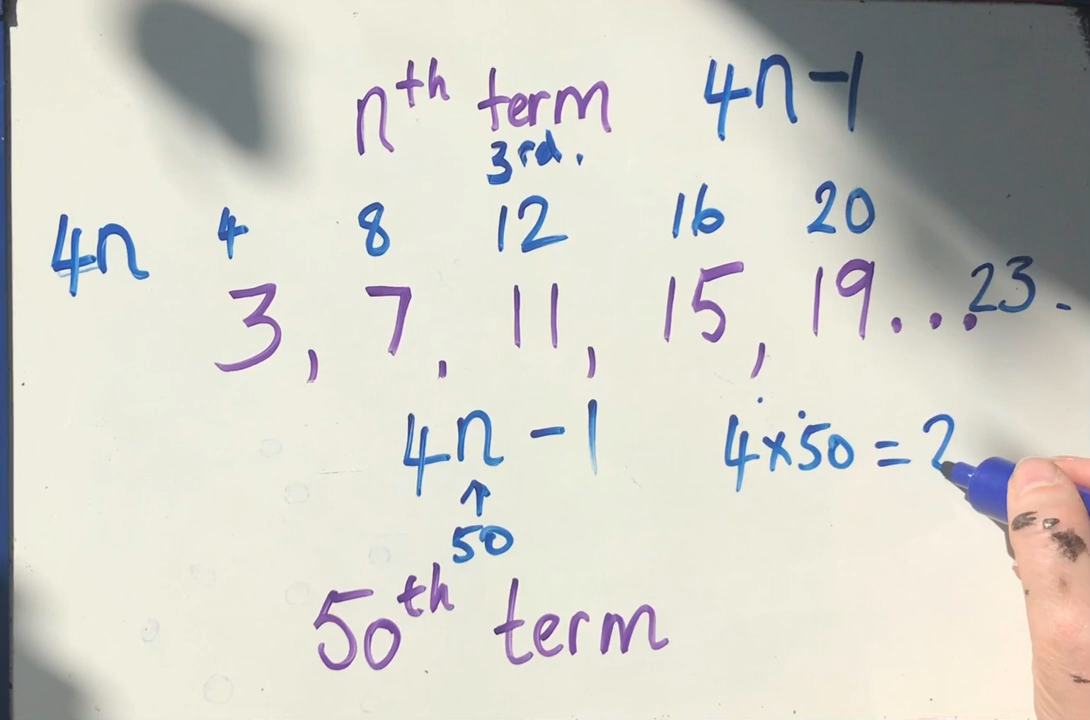 nth term 4n-1
3rd.
4n 4 8 12 16 20
3, 7, 11, 15, 19...23.
4n-1 4×50=2
↑
50
50th term